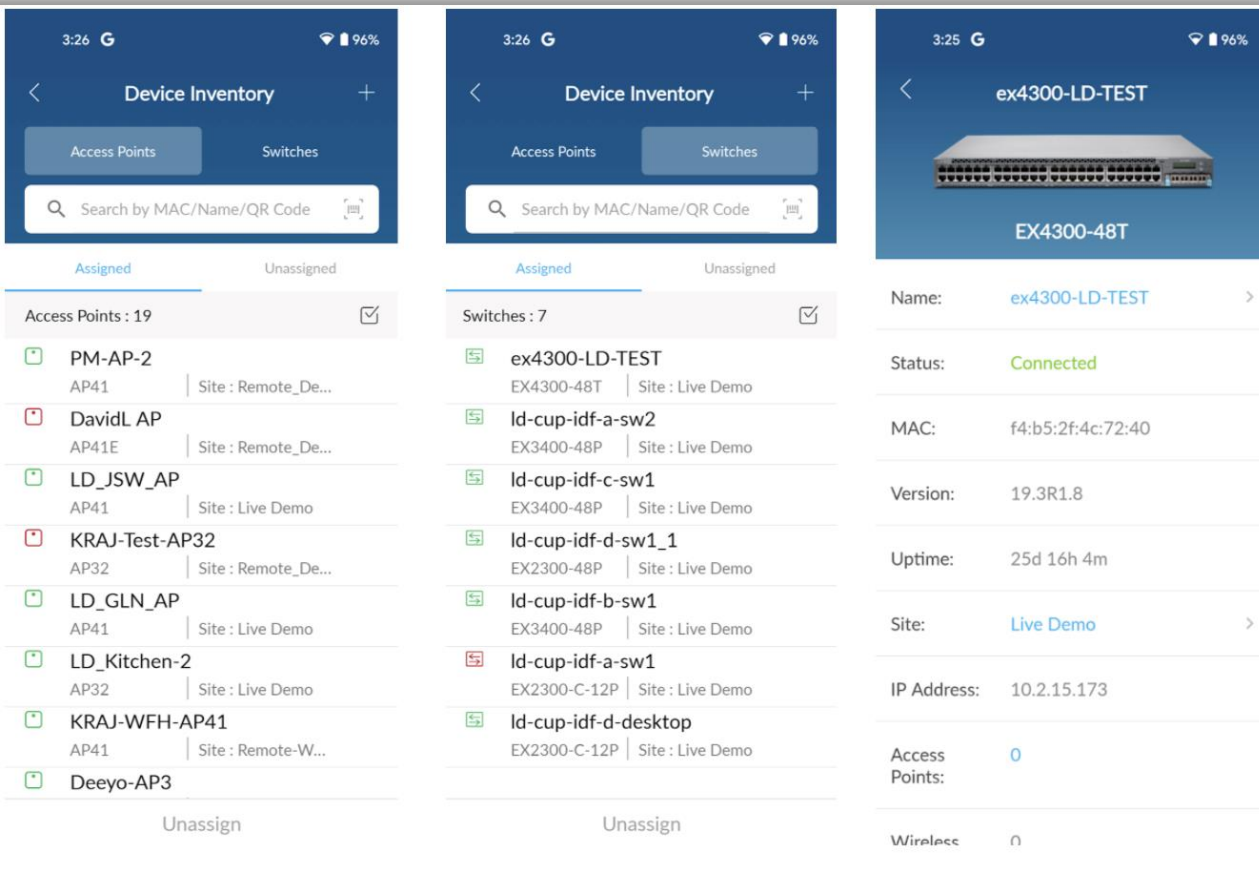 3:26 G 96%
Device Inventory
Access Points Switches
Search by MAC/Name/QR Code
Assigned Unassigned
Access Points : 19
PM-AP-2
AP41 Site : Remote_De...
DavidL AP
AP41E Site : Remote_De...
LD_JSW_AP
AP41 Site : Live Demo
KRAJ-Test-AP32
AP32 Site : Remote_De...
LD_GLN_AP
AP41 Site : Live Demo
LD_Kitchen-2
AP32 Site : Live Demo
KRAJ-WFH-AP41
AP41 Site : Remote-W...
Deeyo-AP3
Unassign
3:26 G 96%
Device Inventory
Access Points Switches
Search by MAC/Name/QR Code
Assigned Unassigned
Switches : 7
ex4300-LD-TEST
EX4300-48T Site : Live Demo
ld-cup-idf-a-sw2
EX3400-48P Site : Live Demo
ld-cup-idf-c-sw1
EX3400-48P Site : Live Demo
ld-cup-idf-d-sw1_1
EX2300-48P Site : Live Demo
ld-cup-idf-b-sw1
EX3400-48P Site : Live Demo
ld-cup-idf-a-sw1
EX2300-C-12P Site : Live Demo
ld-cup-idf-d-desktop
EX2300-C-12P Site : Live Demo
Unassign
3:25 G 96%
ex4300-LD-TEST
EX4300-48T
Name: ex4300-LD-TEST
Status: Connected
MAC: f4:b5:2f:4c:72:40
Version: 19.3R1.8
Uptime: 25d 16h 4m
Site: Live Demo
IP Address: 10.2.15.173
Access 0
Points:
Wireless 0